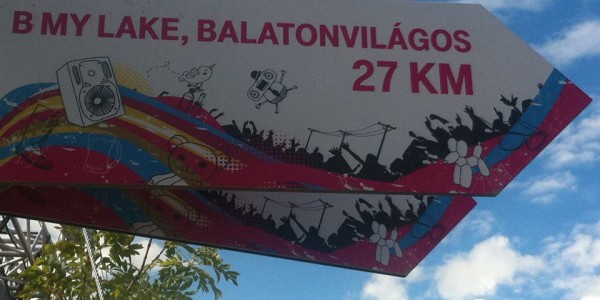 B MY LAKE, BALATONVILÁGOS
27 KM